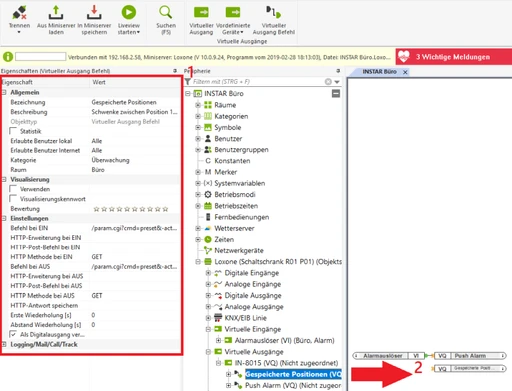 Trennen
Aus Miniserver laden
In Miniserver speichern
Liveview starten
Suchen (F5)
Virtueller Ausgang
Vordefinierte Geräte
Virtueller Ausgang Befehl
Virtuelle Ausgänge
Verbunden mit 192.168.2.58, Miniserver: Loxone (V 10.0.9.24, Programm vom 2019-02-28 18:13:03), Datei: INSTAR Büro.Loxo...
3 Wichtige Meldungen
Eigenschaften (Virtueller Ausgang Befehl)
1
Peripherie
INSTAR Büro
Eigenschaft Wert
Filtern mit (STRG + F)
Allgemein
Bezeichnung Gespeicherte Positionen
Beschreibung Schwenke zwischen Position 1...
Objekttyp Virtueller Ausgang Befehl
Statistik
Erlaubte Benutzer lokal Alle
Erlaubte Benutzer Internet Alle
Kategorie Überwachung
Raum Büro
Visualisierung
Verwenden
Visualisierungskennwort
Bewertung
Einstellungen
Befehl bei EIN /param.cgi?cmd=preset&-act...
HTTP-Erweiterung bei EIN
HTTP-Post-Befehl bei EIN
HTTP Methode bei EIN GET
Befehl bei AUS /param.cgi?cmd=preset&-act...
HTTP-Erweiterung bei AUS
HTTP-Post-Befehl bei AUS
HTTP Methode bei AUS GET
HTTP-Antwort speichern
Erste Wiederholung [s] 0
Abstand Wiederholung [s] 0
Als Digitalausgang ver...
Logging/Mail/Call/Track
INSTAR Büro
Räume
Kategorien
Symbole
Benutzer
Benutzergruppen
Konstanten
Merker
Systemvariablen
Betriebsmodi
Betriebszeiten
Fernbedienungen
Wetterserver
Zeiten
Netzwerkgeräte
Loxone (Schaltschrank R01 P01) (Objekts
Digitale Eingänge
Analoge Eingänge
Digitale Ausgänge
Analoge Ausgänge
KNX/EIB Linie
Virtuelle Eingänge
Alarmauslöser (VI) (Büro, Alarm)
Virtuelle Ausgänge
IN-8015 (VQ) (Nicht zugeordnet)
Gespeicherte Positionen (VQ
Push Alarm (VQ) (Nicht zugeor
Alarmauslöser VI
VQ Push Alarm
VQ Gespeicherte Posit...
2